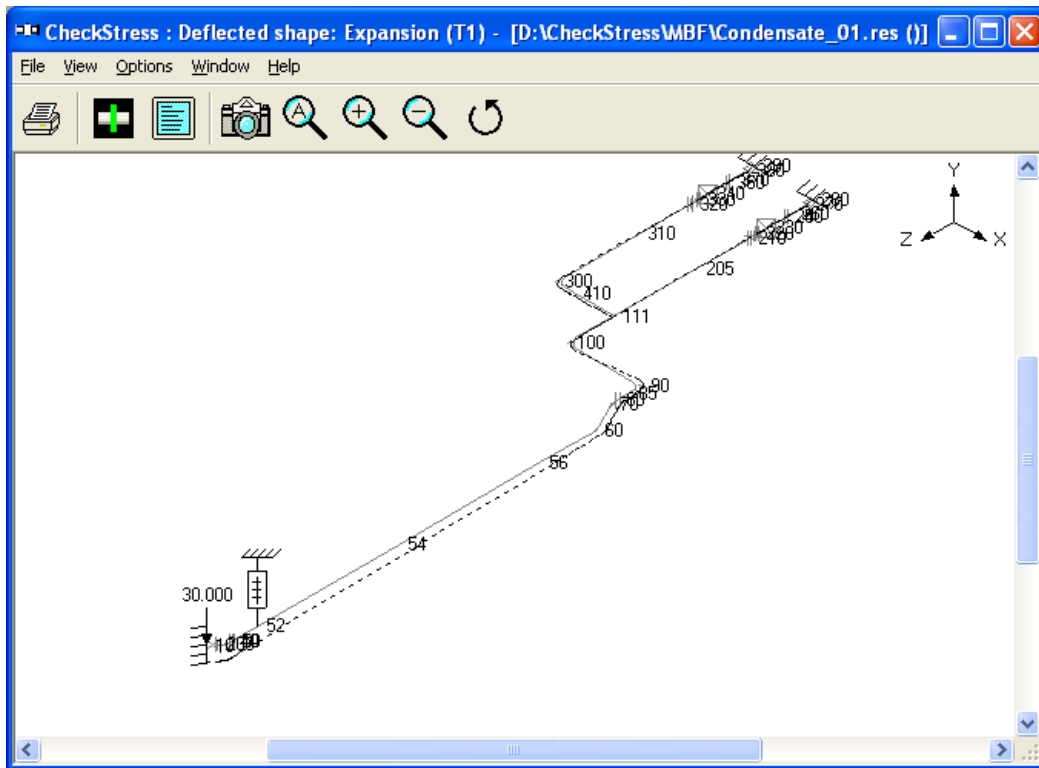 CheckStress : Deflected shape: Expansion (T1) - [D:\CheckStress\MBF\Condensate_01.res ()]
File View Options Window Help
A
Y
Z X
310
205
300
410
111
100
90
60
56
54
30.000
52